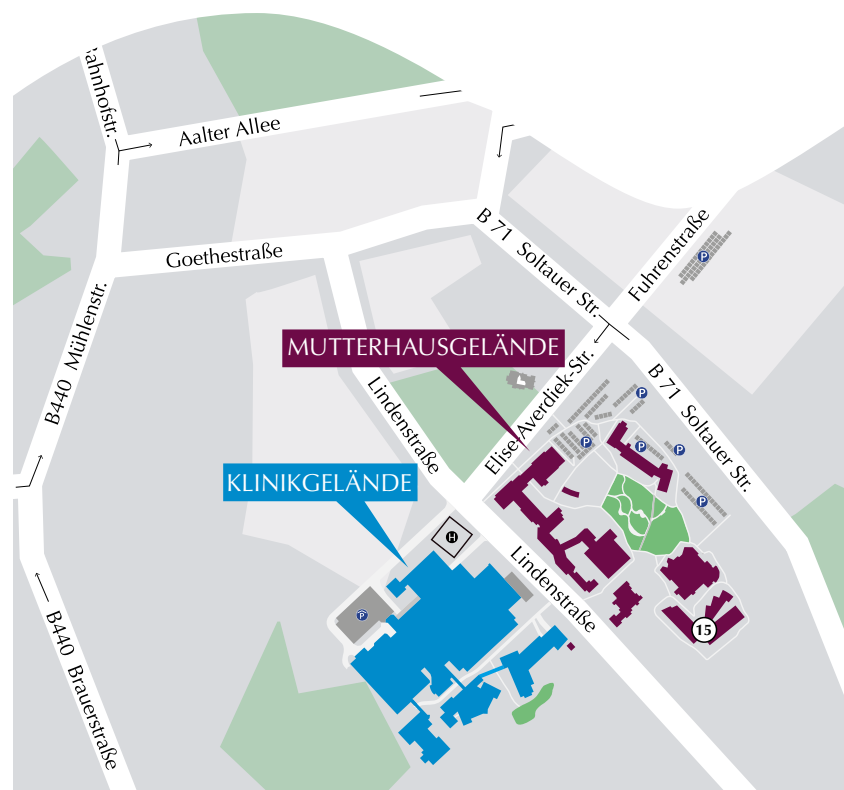 Bahnhofstr.
Aalter Allee
Goethestraße
B 71 Soltauer Str.
Fuhrenstraße
P
B440 Mühlenstr.
MUTTERHAUSGELÄNDE
Lindenstraße
Elise-Averdiek-Str.
B 71 Soltauer Str.
P
P
P
P
P
KLINIKGELÄNDE
H
Lindenstraße
P
15
B440 Brauerstraße